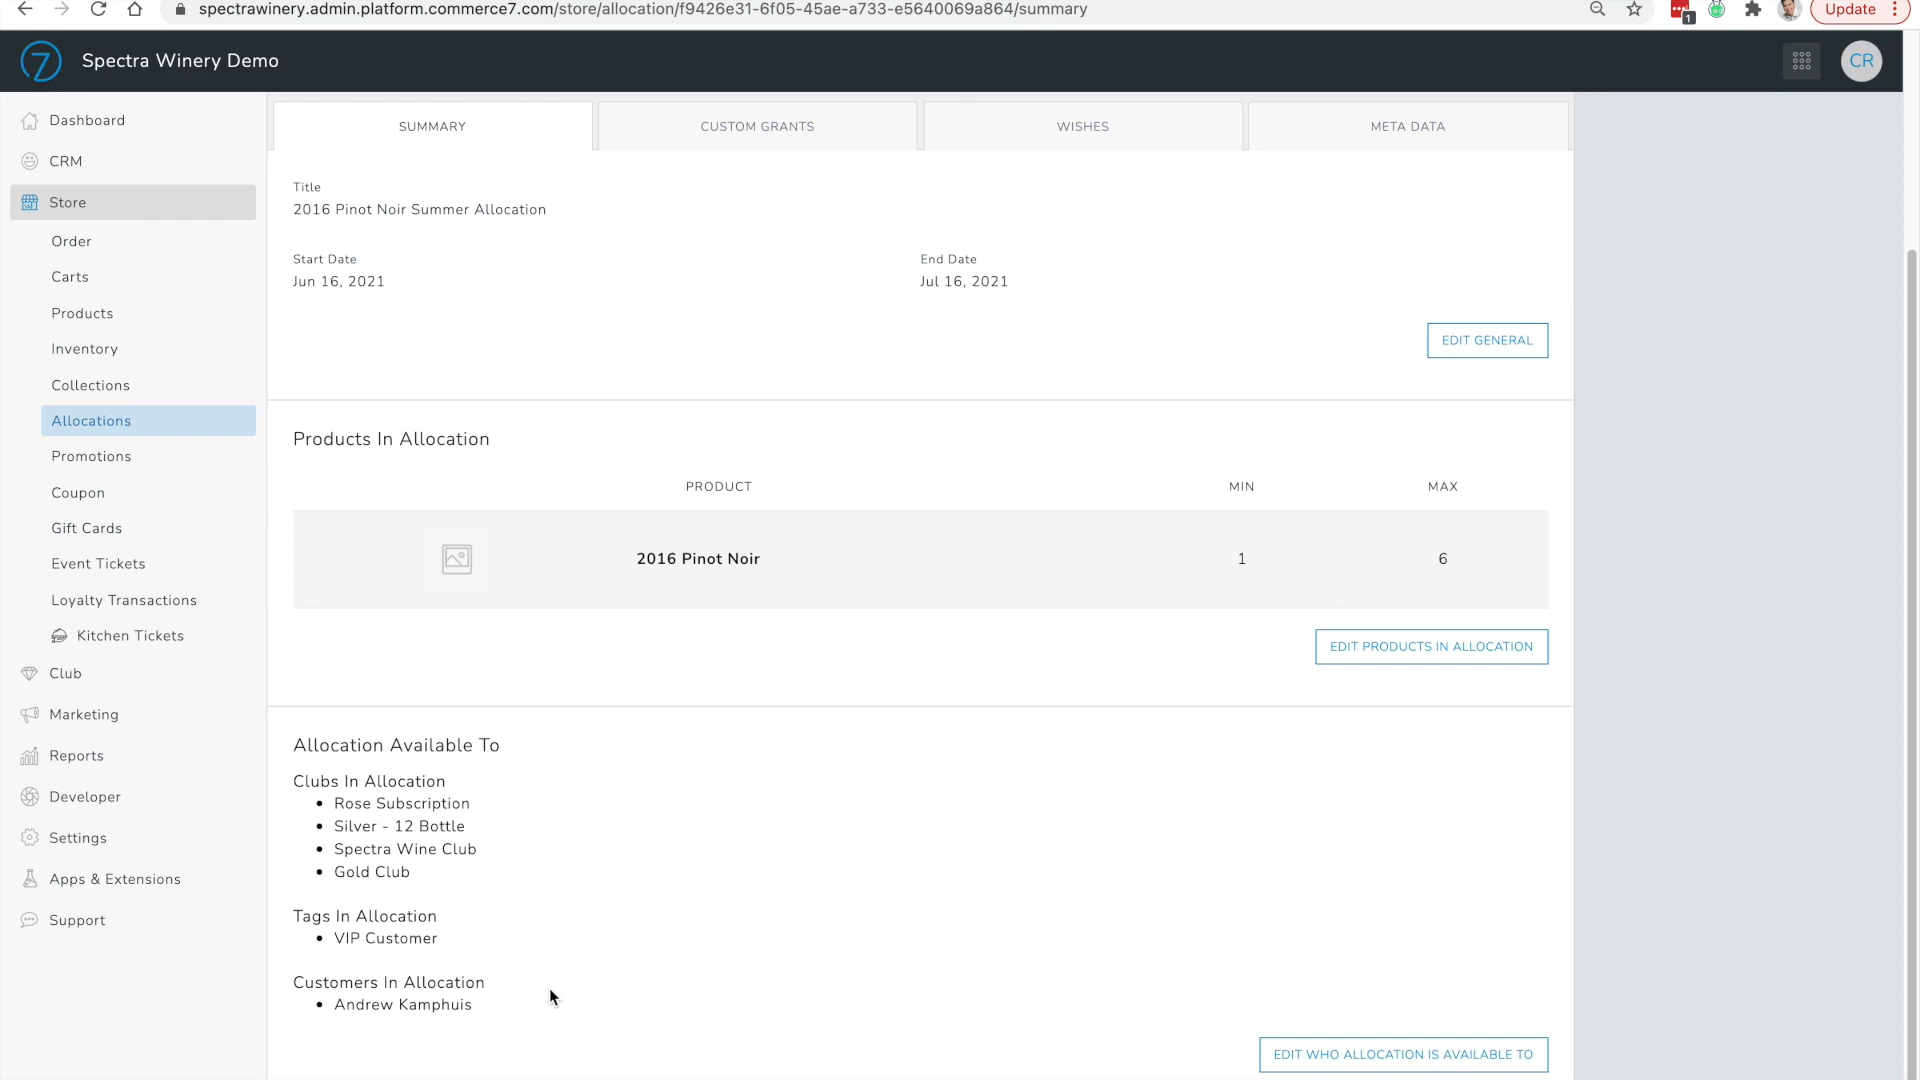 spectrawinery.admin.platform.commerce7.com/store/allocation/f9426e31-6f05-45ae-a733-e5640069a864/summary
1
Update
7
Spectra Winery Demo
CR
Dashboard
CRM
Store
Order
Carts
Products
Inventory
Collections
Allocations
Promotions
Coupon
Gift Cards
Event Tickets
Loyalty Transactions
Kitchen Tickets
Club
Marketing
Reports
Developer
Settings
Apps & Extensions
Support
SUMMARY
CUSTOM GRANTS
WISHES
META DATA
Title
2016 Pinot Noir Summer Allocation
Start Date
Jun 16, 2021
End Date
Jul 16, 2021
EDIT GENERAL
Products In Allocation
PRODUCT MIN MAX
2016 Pinot Noir 1 6
EDIT PRODUCTS IN ALLOCATION
Allocation Available To
Clubs In Allocation
• Rose Subscription
• Silver - 12 Bottle
• Spectra Wine Club
• Gold Club
Tags In Allocation
• VIP Customer
Customers In Allocation
• Andrew Kamphuis
EDIT WHO ALLOCATION IS AVAILABLE TO